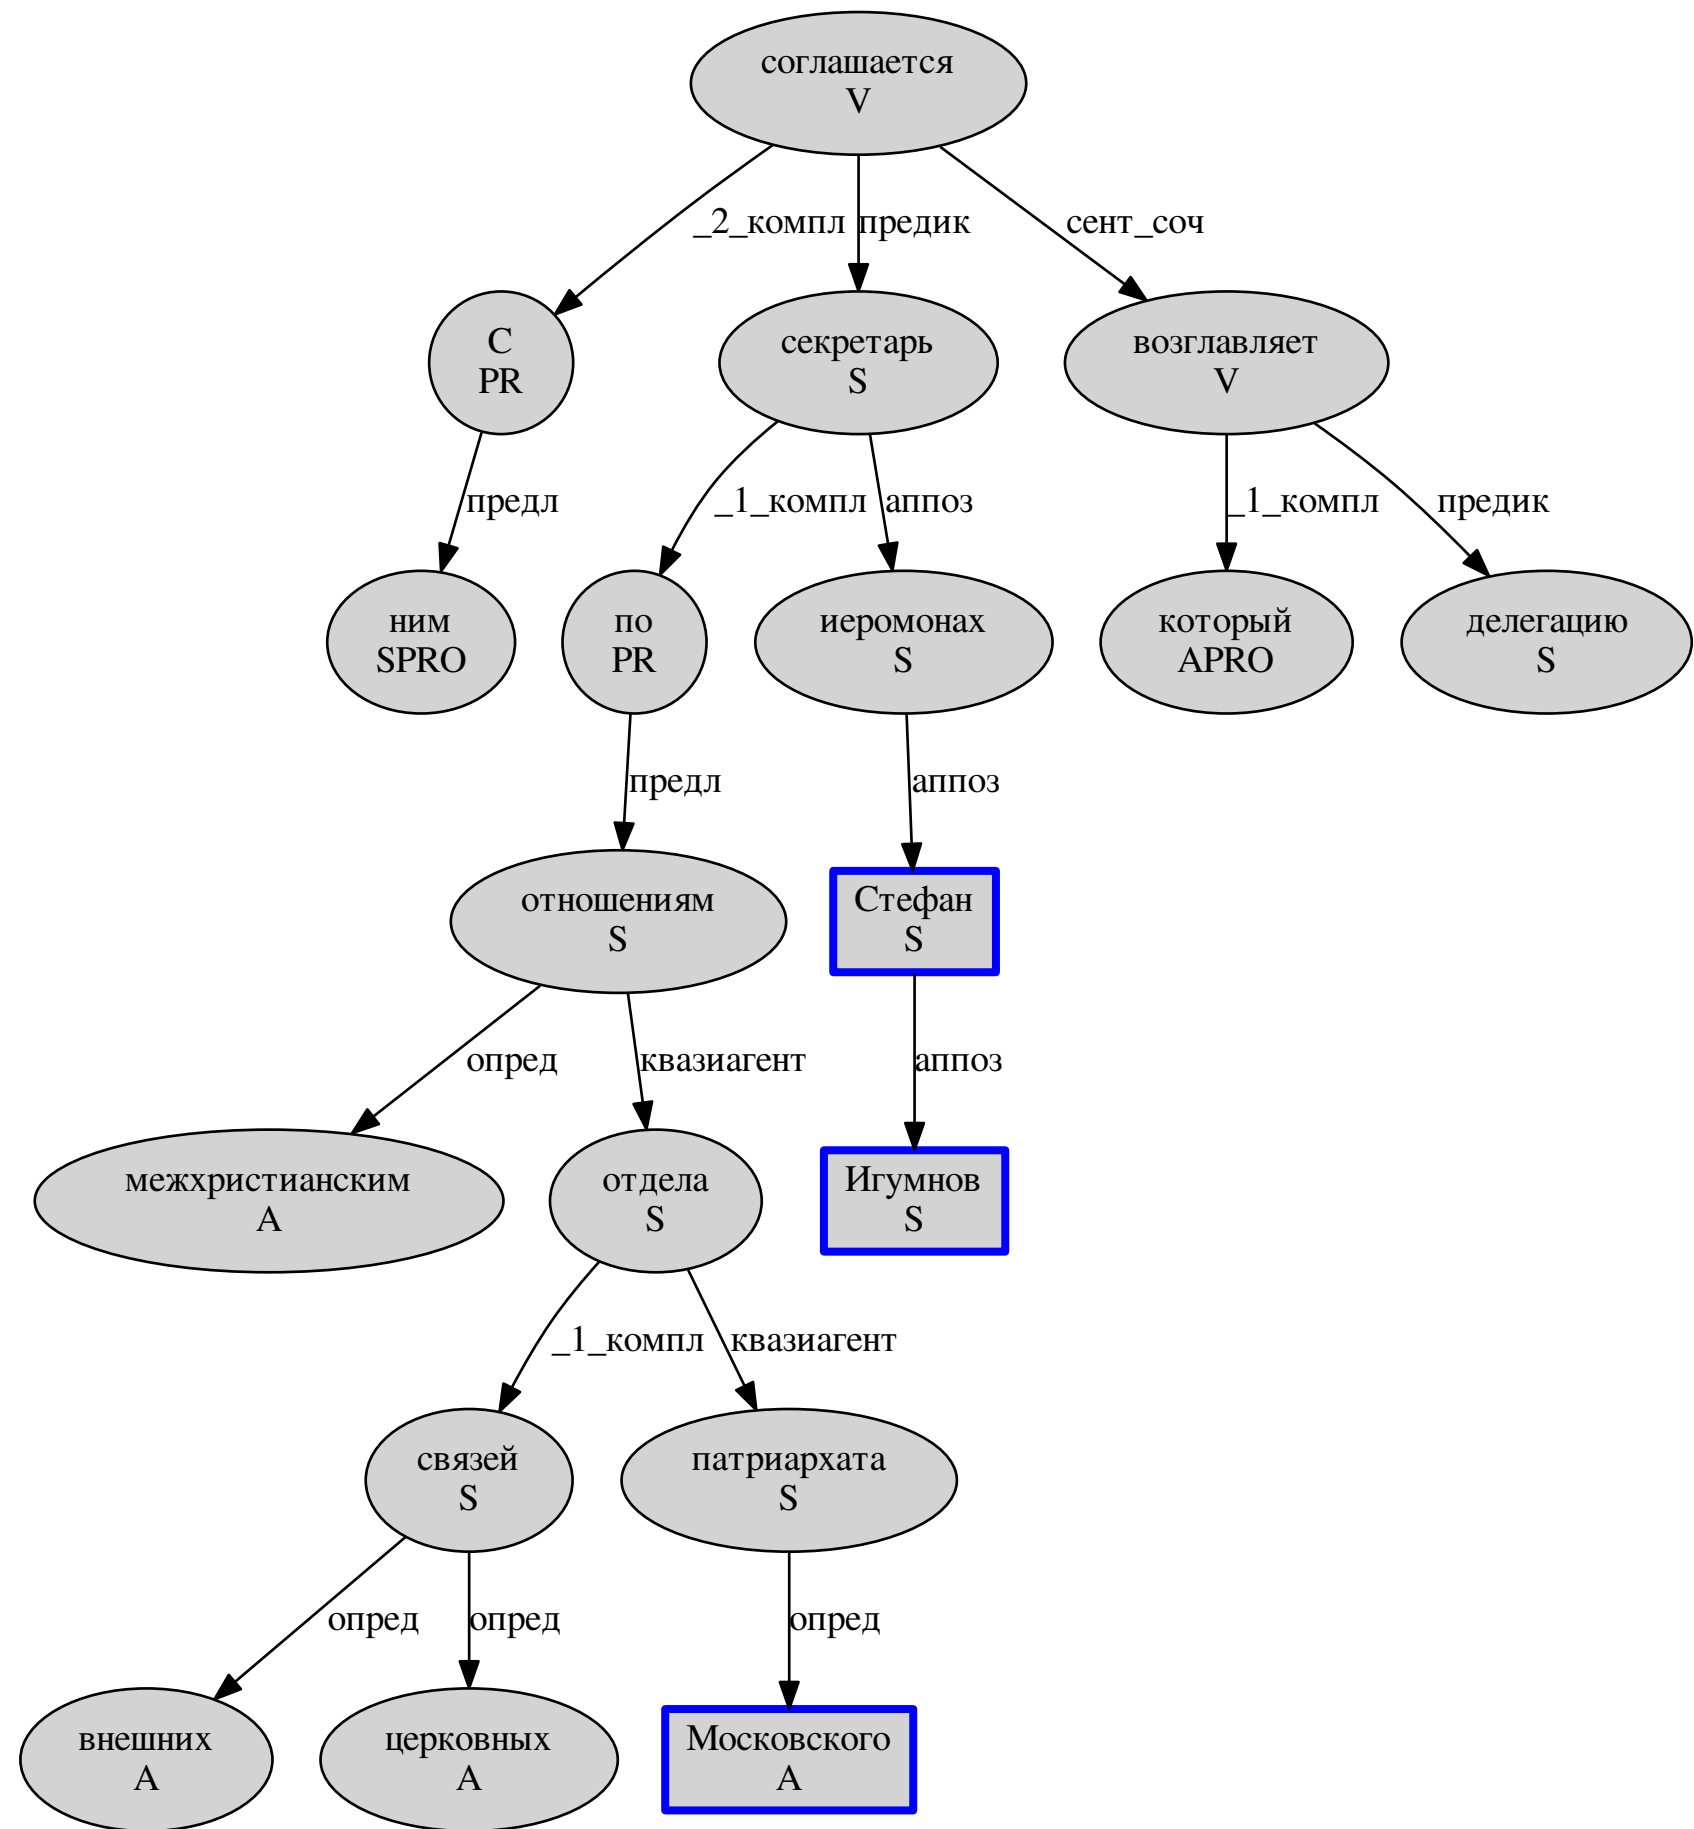 соглашается
V
_2_компл
предик
сент_соч
С
PR
секретарь
S
возглавляет
V
предл
_1_компл
аппоз
_1_компл
предик
ним
SPRO
по
PR
иеромонах
S
который
APRO
делегацию
S
предл
аппоз
отношениям
S
Стефан
S
опред
квазиагент
аппоз
межхристианским
A
отдела
S
Игумнов
S
_1_компл
квазиагент
связей
S
патриархата
S
опред
опред
опред
внешних
A
церковных
A
Московского
A